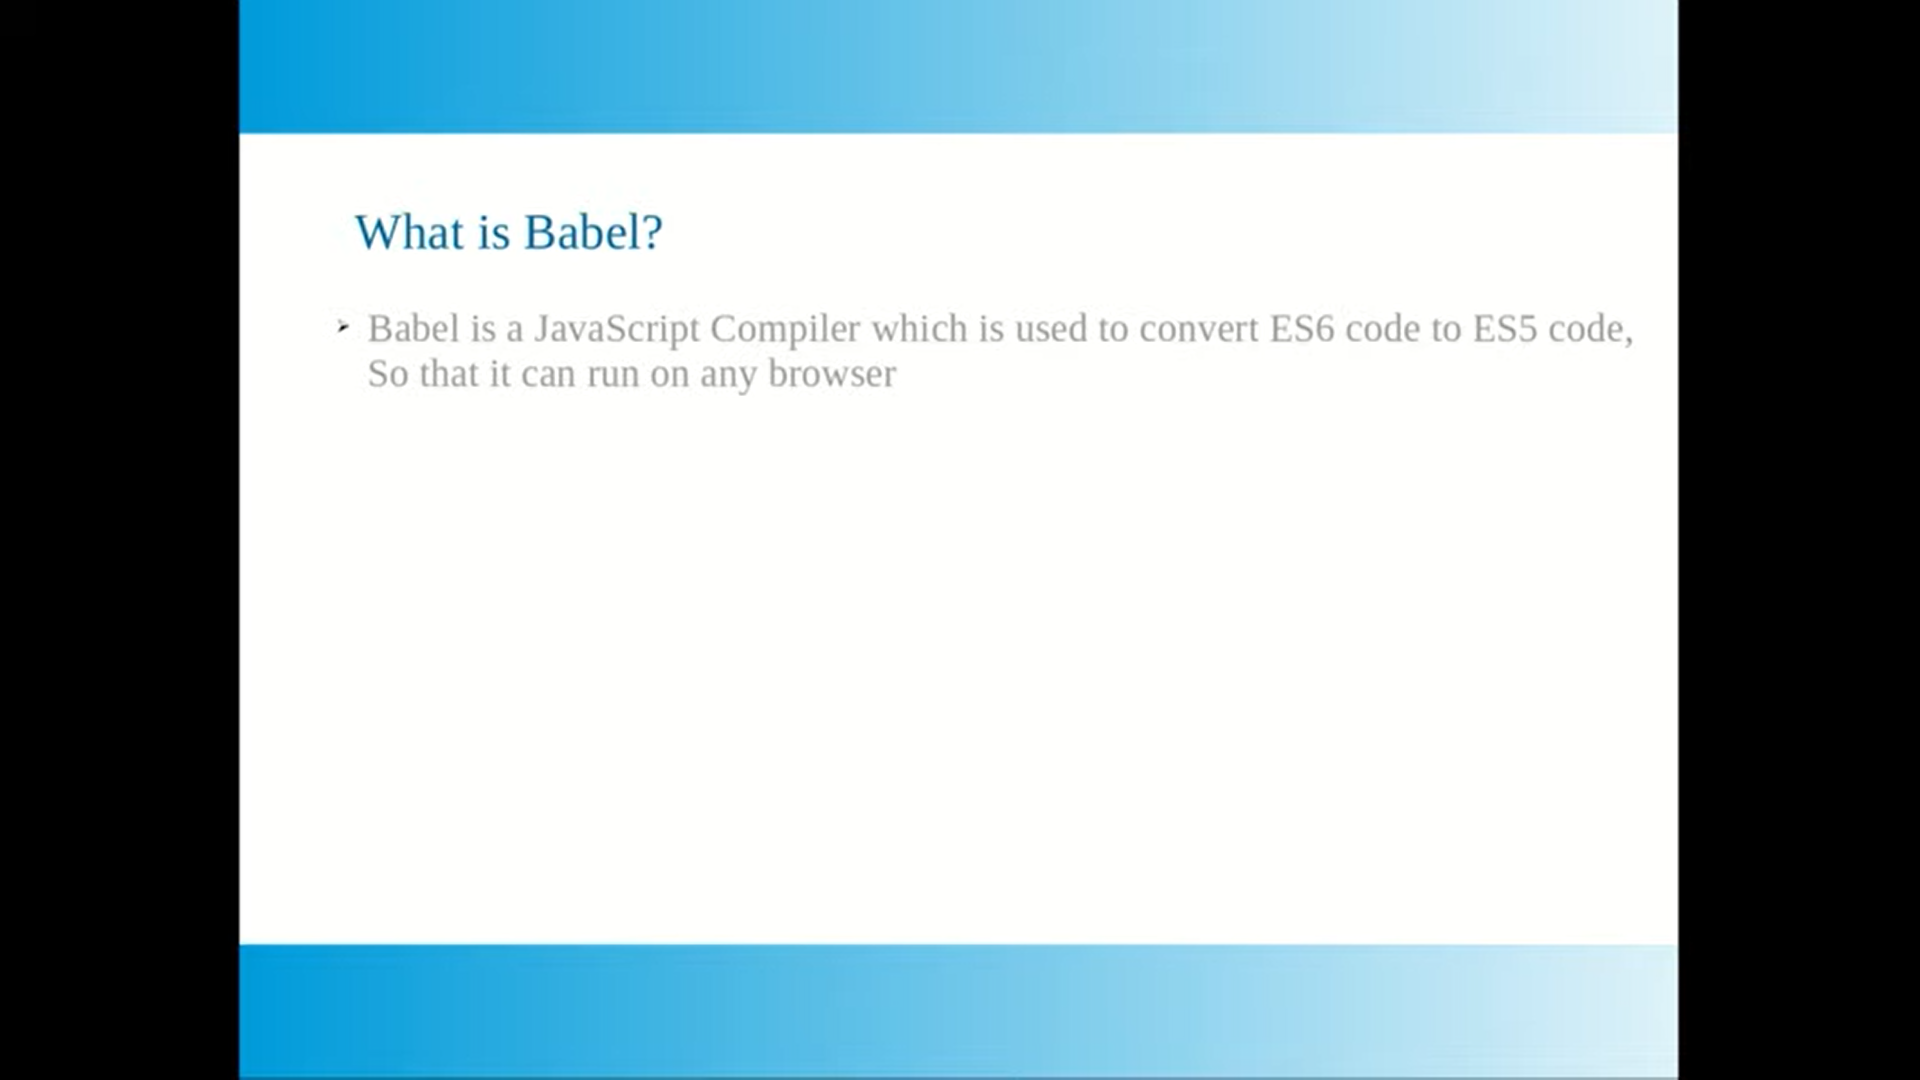 What is Babel?
Babel is a JavaScript Compiler which is used to convert ES6 code to ES5 code,
So that it can run on any browser